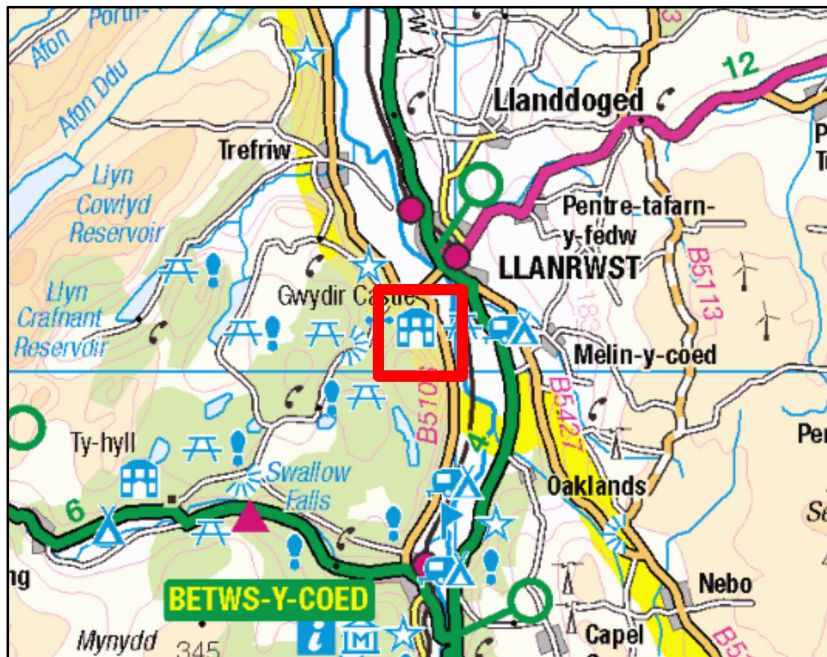 Afon
Porth-
Afon Ddu
12
Llanddoged
Trefriw
Llyn
Cowlyd
Reservoir
Pentre-tafarn-
y-fedw
LLANRWST
B5113
Gwydir Castle
Llyn
Crafnant
Reservoir
Melin-y-coed
B5106
B5427
4
Ty-hyll
Swallow
Falls
Oaklands
6
BETWS-Y-COED
Nebo
Mynydd
345
i
M
Capel